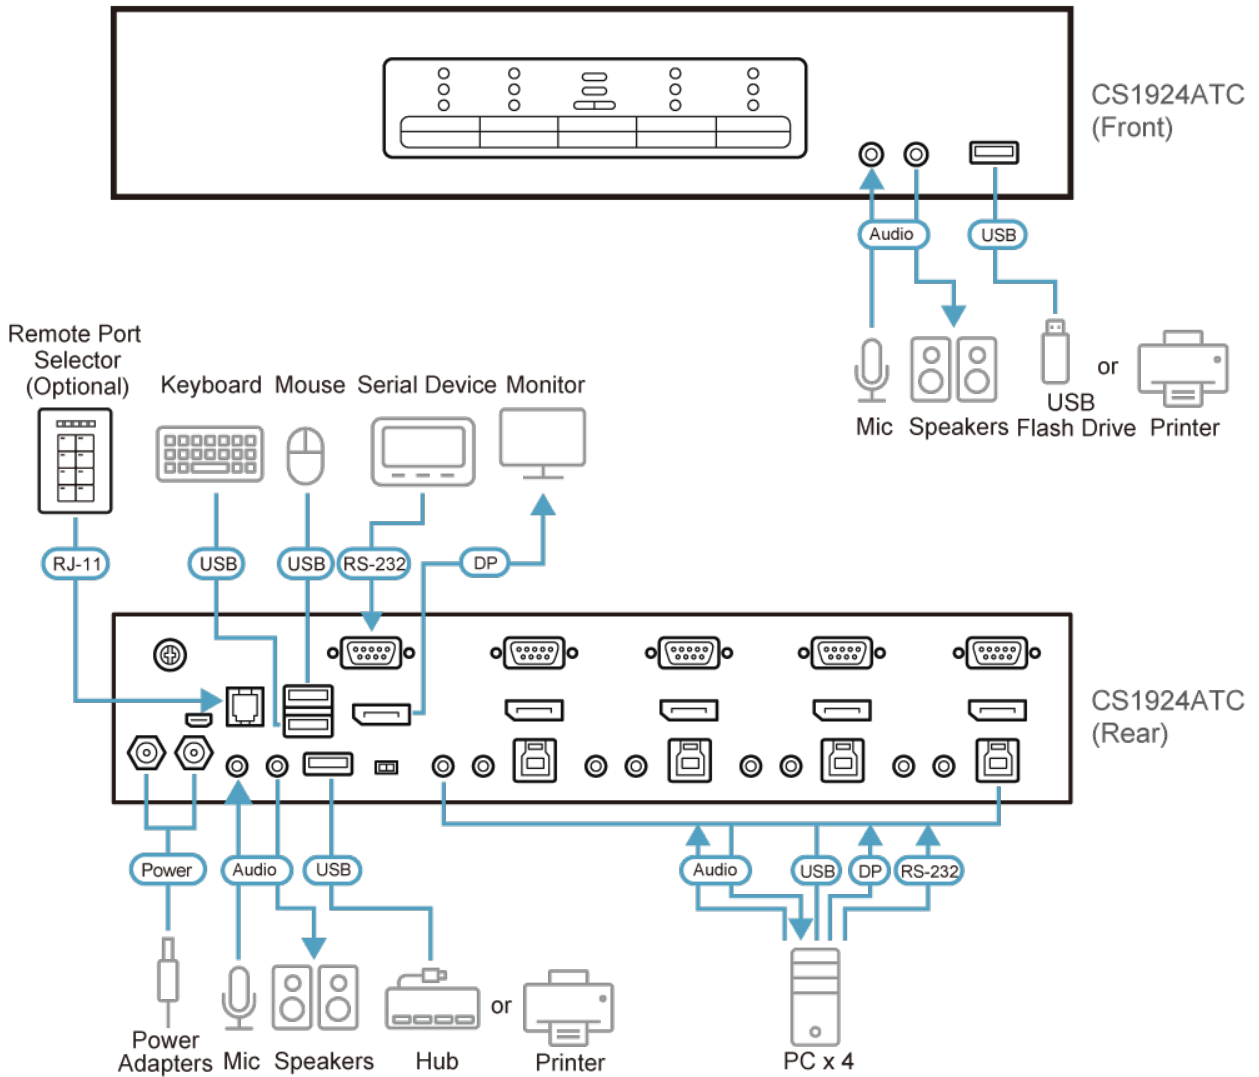 CS1924ATC
(Front)
Audio
USB
Mic
Speakers
USB
Flash Drive
or
Printer
Remote Port
Selector
(Optional)
Keyboard
Mouse
Serial Device
Monitor
RJ-11
USB
USB
RS-232
DP
CS1924ATC
(Rear)
Power
Audio
USB
Audio
USB
DP
RS-232
Power
Adapters
Mic
Speakers
Hub
or
Printer
PC x 4